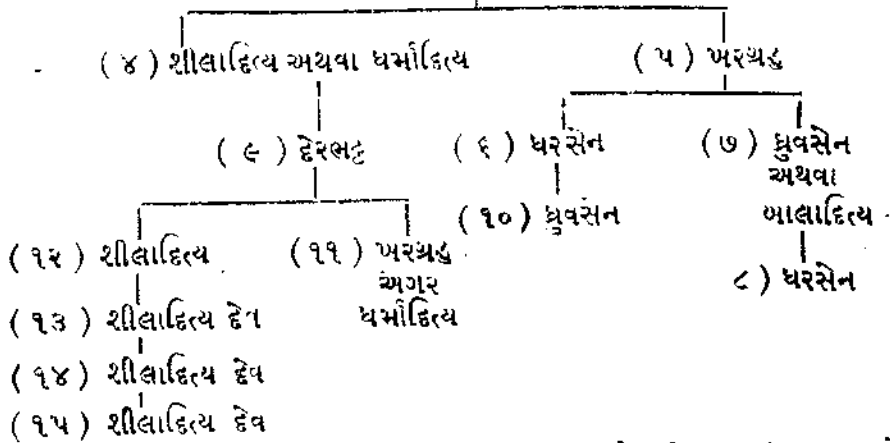 ( ૪ ) શીલાદિત્ય અથવા ધર્માદિત્ય ( ૫ ) ખરગ્રહ
( ૯ ) દેરભટ્ટ ( ૬ ) ધરસેન (૭) ધ્રુવસેન
અથવા
(૧૦) ધ્રુવસેન બાલાદિત્ય
( ૧૨ ) શીલાદિત્ય ( ૧૧ ) ખરગ્રહ ૮ ) ધરસેન
અગર
( ૧૩ ) શીલાદિત્ય દેવ ધર્માદિત્ય
( ૧૪ ) શીલાદિત્ય દેવ
( ૧૫ ) શીલાદિત્ય દેવ